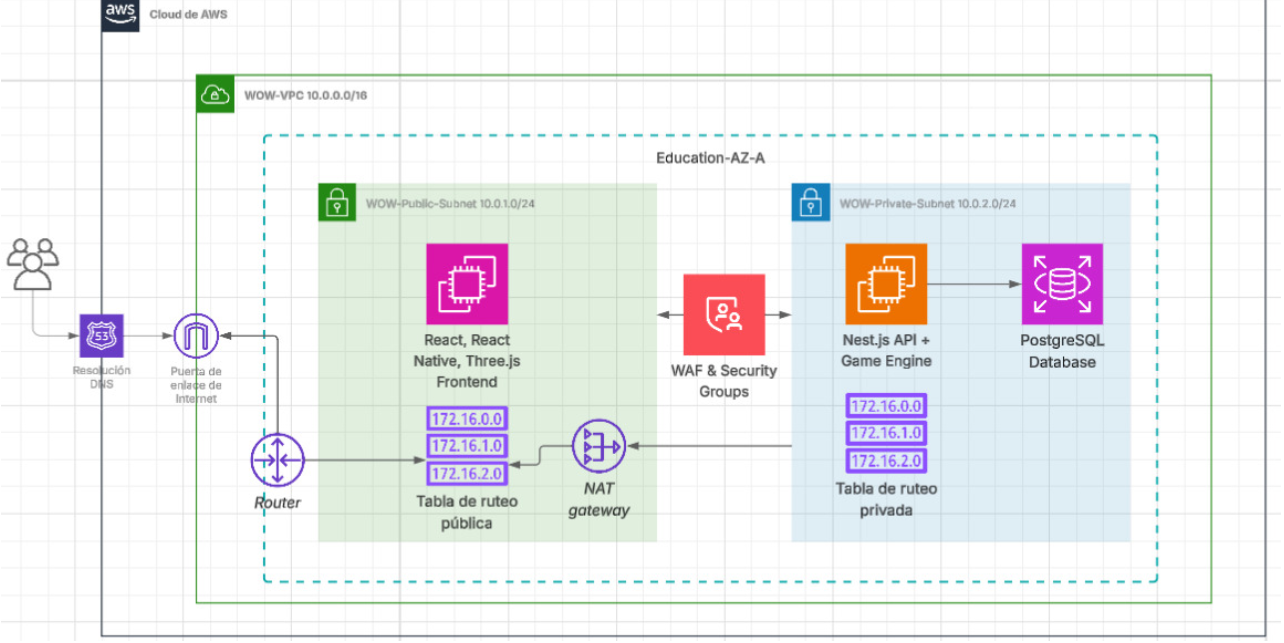 aws
Cloud de AWS
WOW-VPC 10.0.0.0/16
Education-AZ-A
WOW-Public-Subnet 10.0.1.0/24
WOW-Private-Subnet 10.0.2.0/24
53
Resolución
DNS
Puerta de
enlace de
Internet
Router
React, React
Native, Three.js
Frontend
172.16.0.0
172.16.1.0
172.16.2.0
Tabla de ruteo
pública
NAT
gateway
WAF & Security
Groups
Nest.js API +
Game Engine
172.16.0.0
172.16.1.0
172.16.2.0
Tabla de ruteo
privada
PostgreSQL
Database